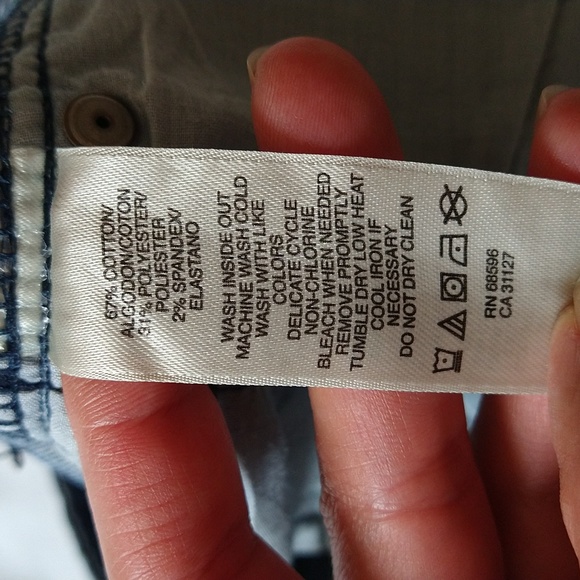 67% COTTON/
ALGODON/COTON
31% POLYESTER/
POLIESTER
2% SPANDEX/
ELASTANO
WASH INSIDE OUT
MACHINE WASH COLD
WASH WITH LIKE
COLORS
DELICATE CYCLE
NON-CHLORINE
BLEACH WHEN NEEDED
REMOVE PROMPTLY
TUMBLE DRY LOW HEAT
COOL IRON IF
NECESSARY
DO NOT DRY CLEAN
RN 68596
CA 31127